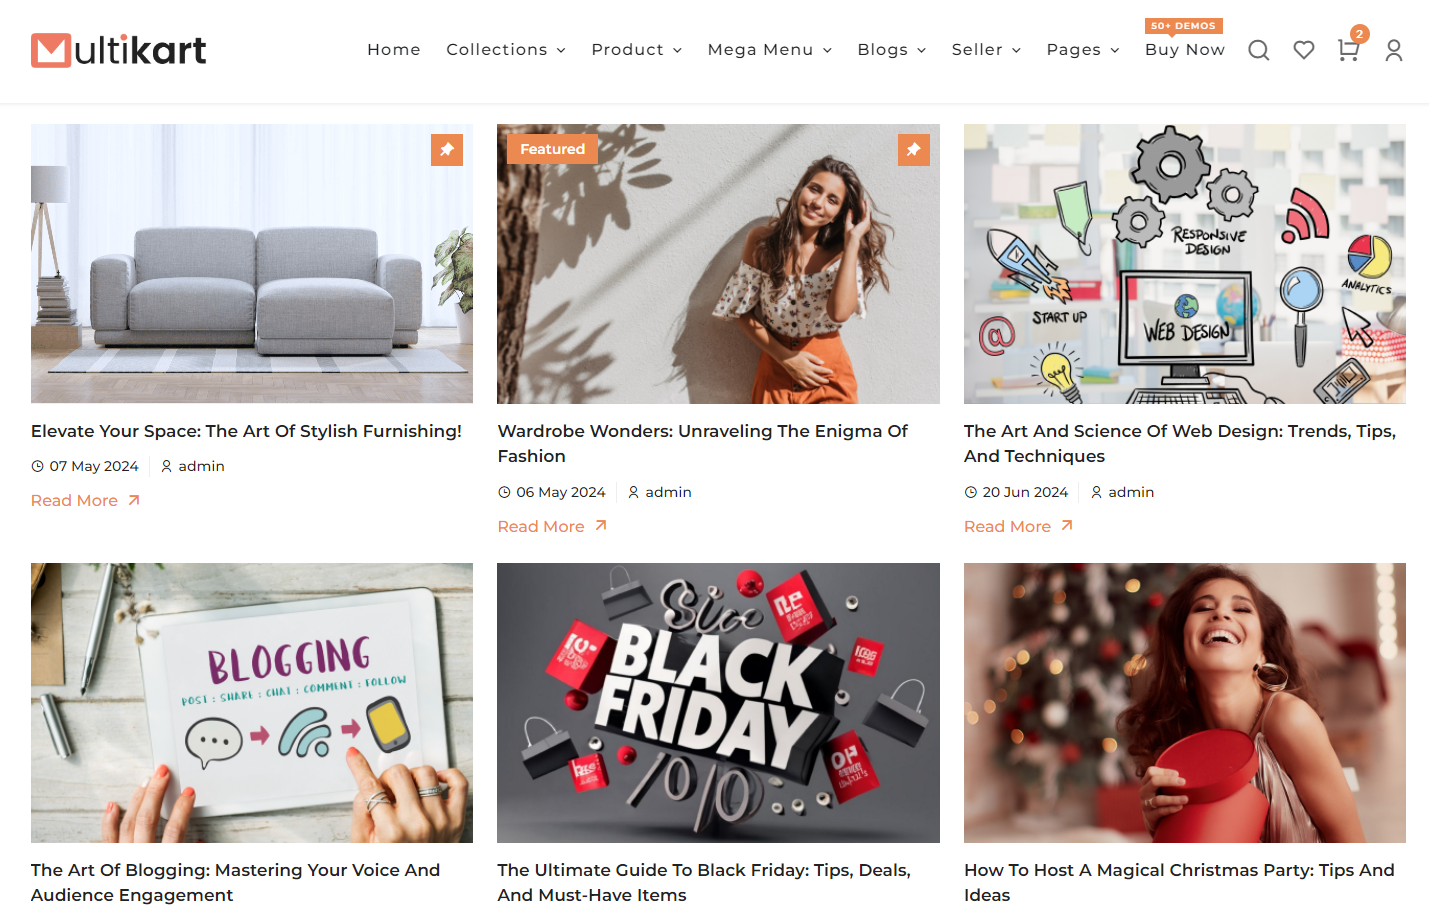 Multikart
50+ DEMOS
Home Collections Product Mega Menu Blogs Seller Pages Buy Now
2
Featured
RESPONSIVE
DESIGN
ANALYTICS
START UP
WEB DESIGN
@
Elevate Your Space: The Art Of Stylish Furnishing!
07 May 2024 admin
Read More
Wardrobe Wonders: Unraveling The Enigma Of
Fashion
06 May 2024 admin
Read More
The Art And Science Of Web Design: Trends, Tips,
And Techniques
20 Jun 2024 admin
Read More
BLOGGING
POST : SHARE : CHAT : COMMENT : FOLLOW
BLACK
FRIDAY
The Art Of Blogging: Mastering Your Voice And
Audience Engagement
The Ultimate Guide To Black Friday: Tips, Deals,
And Must-Have Items
How To Host A Magical Christmas Party: Tips And
Ideas